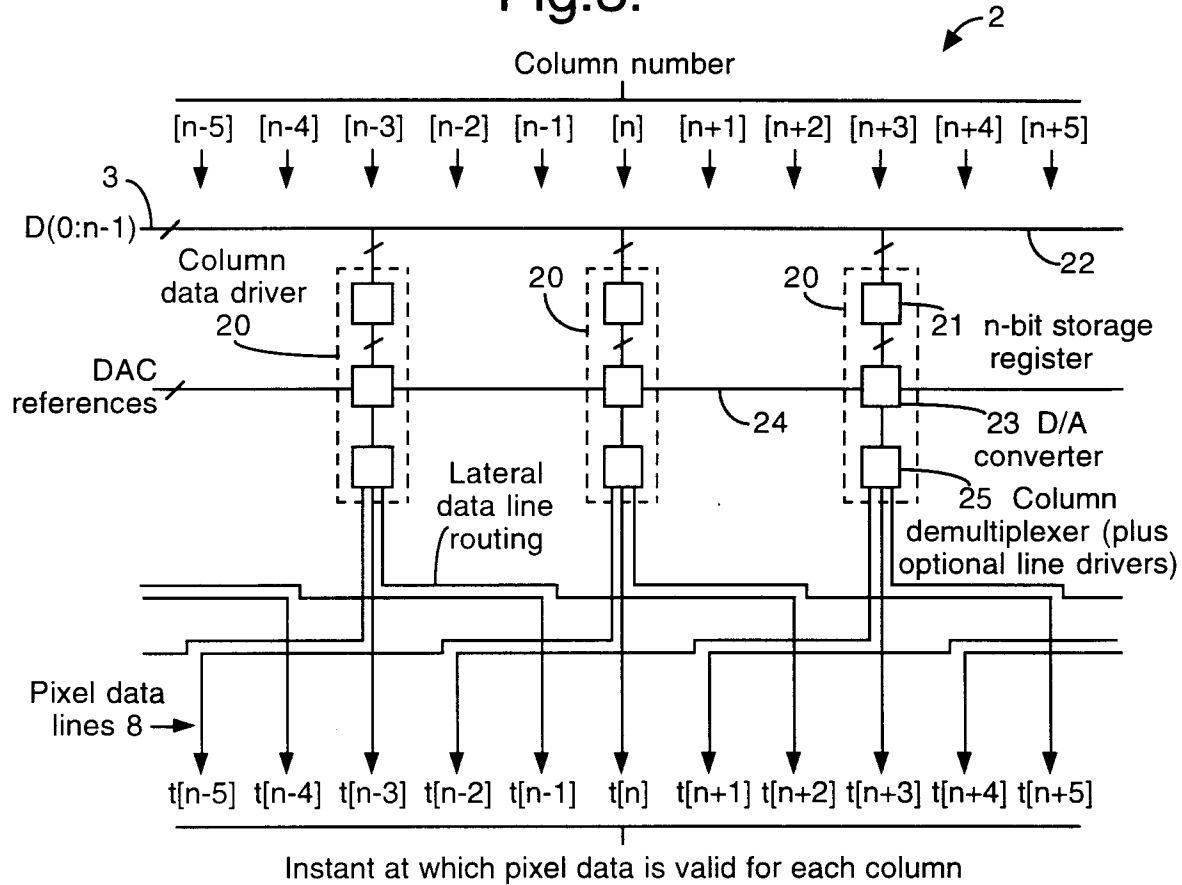 2
Column number
[n-5] [n-4] [n-3] [n-2] [n-1] [n] [n+1] [n+2] [n+3] [n+4] [n+5]
3
D(0:n-1)
22
Column
data driver
20
20
20
21 n-bit storage
register
DAC
references
24
23 D/A
converter
Lateral
data line
routing
25 Column
demultiplexer (plus
optional line drivers)
Pixel data
lines 8
t[n-5] t[n-4] t[n-3] t[n-2] t[n-1] t[n] t[n+1] t[n+2] t[n+3] t[n+4] t[n+5]
Instant at which pixel data is valid for each column